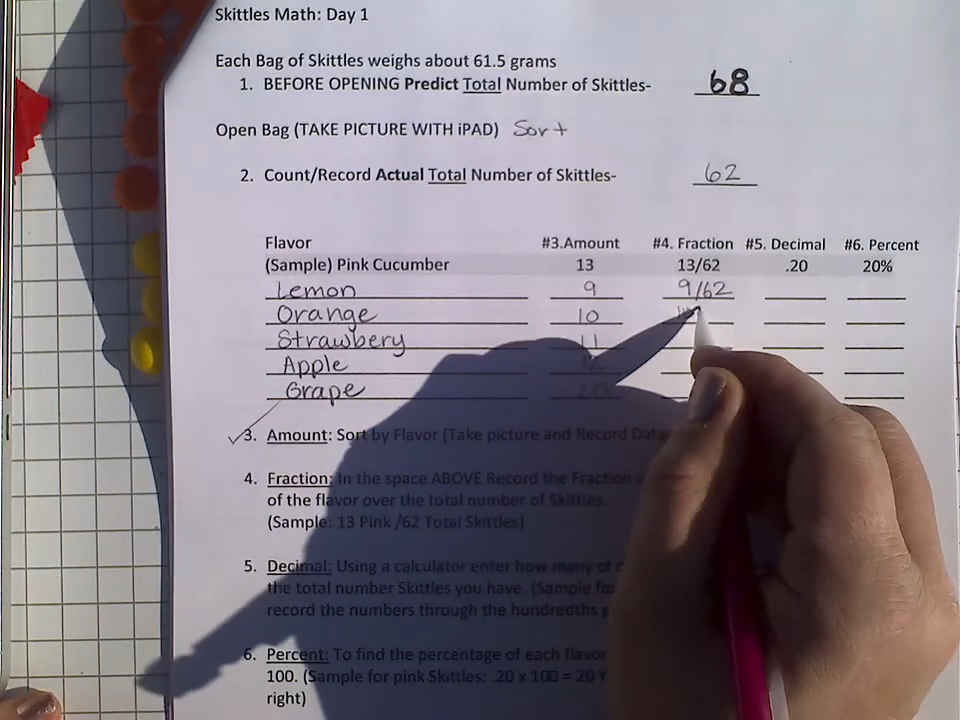 Skittles Math: Day 1
Each Bag of Skittles weighs about 61.5 grams
1. BEFORE OPENING Predict Total Number of Skittles- 68
Open Bag (TAKE PICTURE WITH iPAD) Sort
2. Count/Record Actual Total Number of Skittles- 62
Flavor #3.Amount #4. Fraction #5. Decimal #6. Percent
(Sample) Pink Cucumber 13 13/62 .20 20%
Lemon 9 9/62
Orange 10
Strawbery 11
Apple
Grape 20
3. Amount: Sort by Flavor (Take picture and Record Data
4. Fraction: In the space ABOVE Record the Fraction
of the flavor over the total number of Skittles.
(Sample: 13 Pink /62 Total Skittles)
5. Decimal: Using a calculator enter how many of
the total number Skittles you have. (Sample
record the numbers through the hundredths
6. Percent: To find the percentage of each flavor
100. (Sample for pink Skittles: .20 x 100 = 20
right)